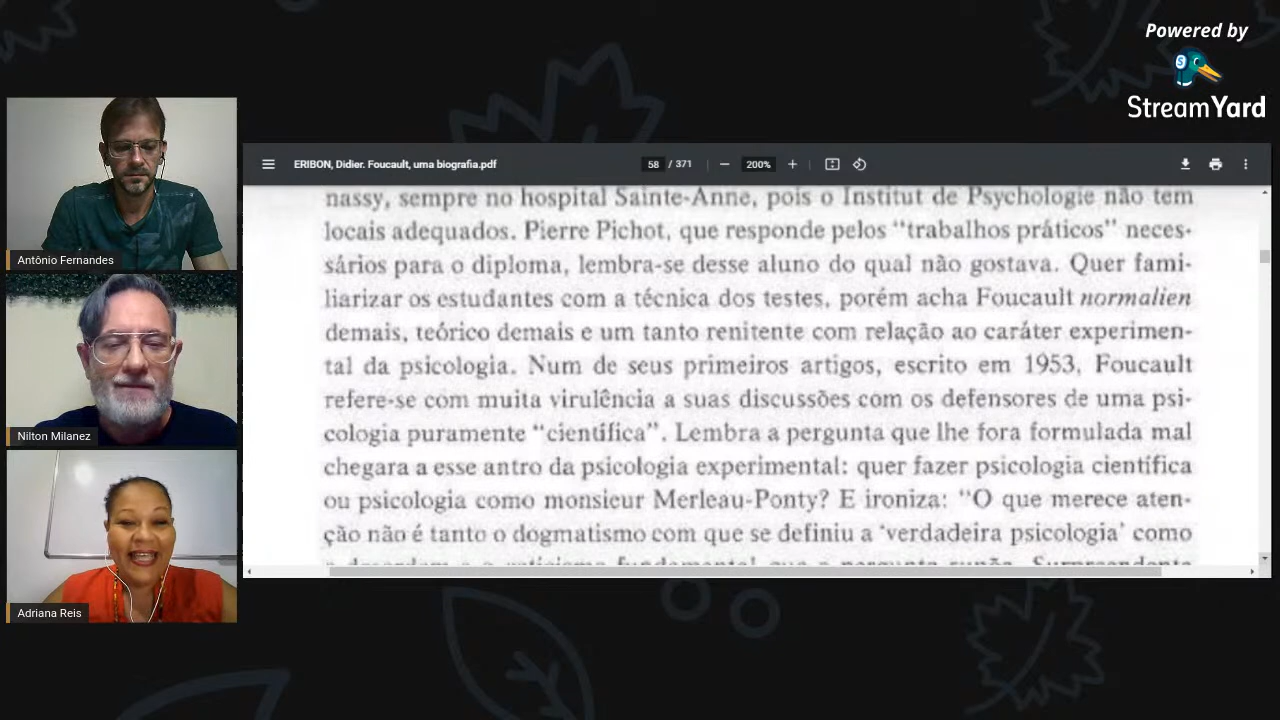 Powered by
StreamYard
ERIBON, Didier. Foucault, uma biografia.pdf
58 / 371
200%
nassy, sempre no hospital Sainte-Anne, pois o Institut de Psychologie não tem
locais adequados. Pierre Pichot, que responde pelos “trabalhos práticos” neces-
sários para o diploma, lembra-se desse aluno do qual não gostava. Quer fami-
liarizar os estudantes com a técnica dos testes, porém acha Foucault normalien
demais, teórico demais e um tanto renitente com relação ao caráter experimen-
tal da psicologia. Num de seus primeiros artigos, escrito em 1953, Foucault
refere-se com muita virulência a suas discussões com os defensores de uma psi-
cologia puramente “científica”. Lembra a pergunta que lhe fora formulada mal
chegara a esse antro da psicologia experimental: quer fazer psicologia científica
ou psicologia como monsieur Merleau-Ponty? E ironiza: “O que merece aten-
ção não é tanto o dogmatismo com que se definiu a ‘verdadeira psicologia’ como
Antônio Fernandes
Nilton Milanez
Adriana Reis